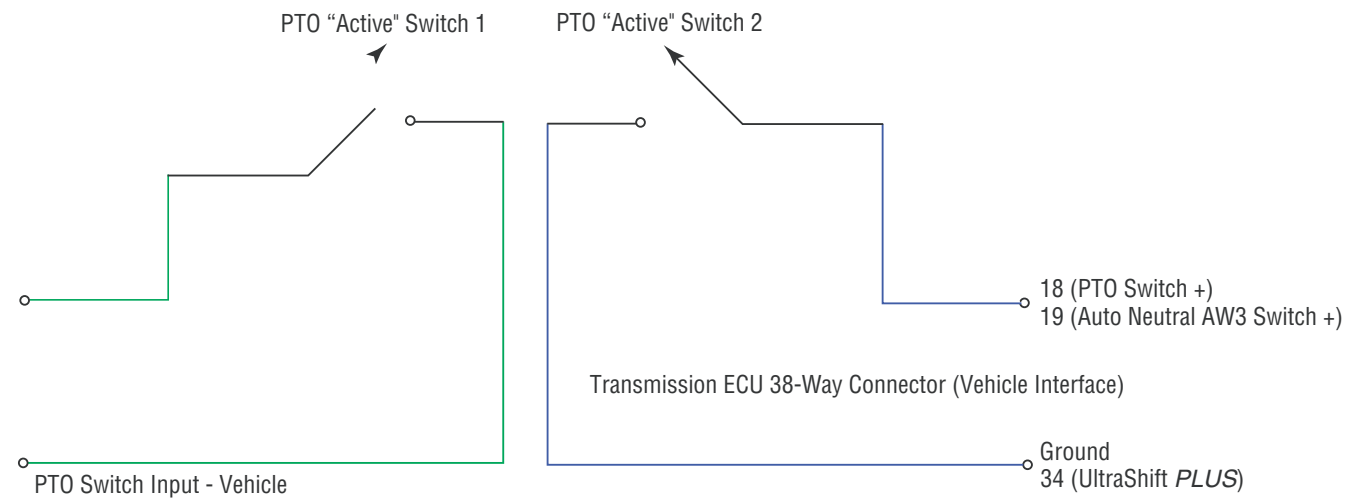 PTO “Active" Switch 1
PTO “Active" Switch 2
18 (PTO Switch +)
19 (Auto Neutral AW3 Switch +)
Transmission ECU 38-Way Connector (Vehicle Interface)
Ground
34 (UltraShift PLUS)
PTO Switch Input - Vehicle